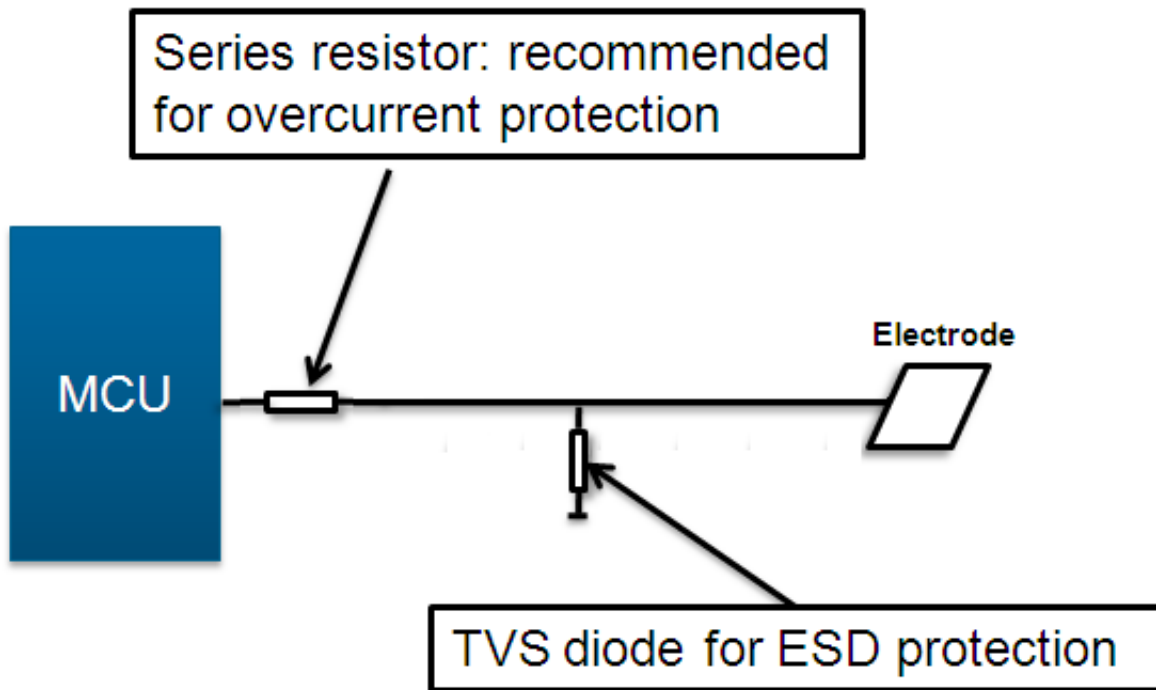 Series resistor: recommended
for overcurrent protection
Electrode
MCU
TVS diode for ESD protection